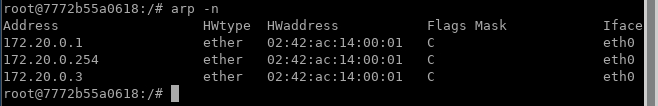 root@7772b55a0618:/# arp -n
Address HWtype HWaddress Flags Mask Iface
172.20.0.1 ether 02:42:ac:14:00:01 C eth0
172.20.0.254 ether 02:42:ac:14:00:01 C eth0
172.20.0.3 ether 02:42:ac:14:00:01 C eth0
root@7772b55a0618:/#